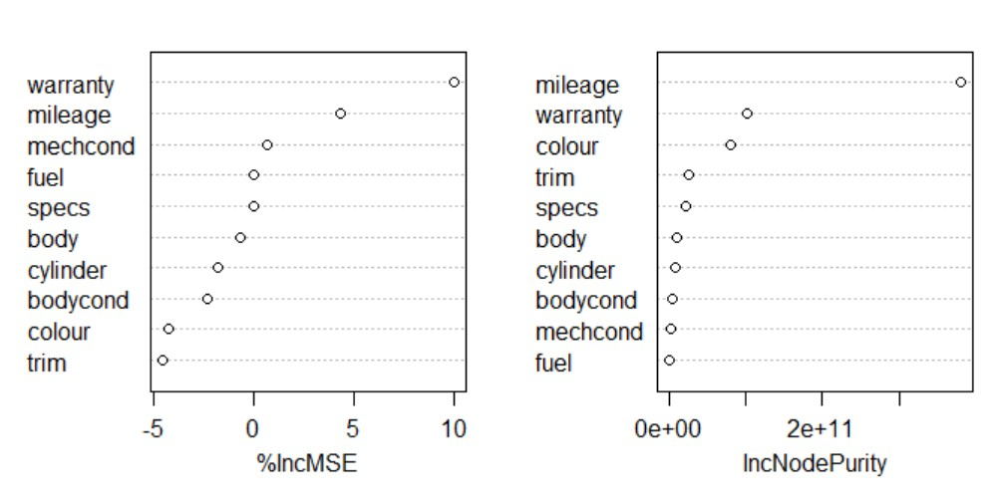 warranty
mileage
mechcond
fuel
specs
body
cylinder
bodycond
colour
trim
-5 0 5 10
%IncMSE
mileage
warranty
colour
trim
specs
body
cylinder
bodycond
mechcond
fuel
0e+00 2e+11
IncNodePurity